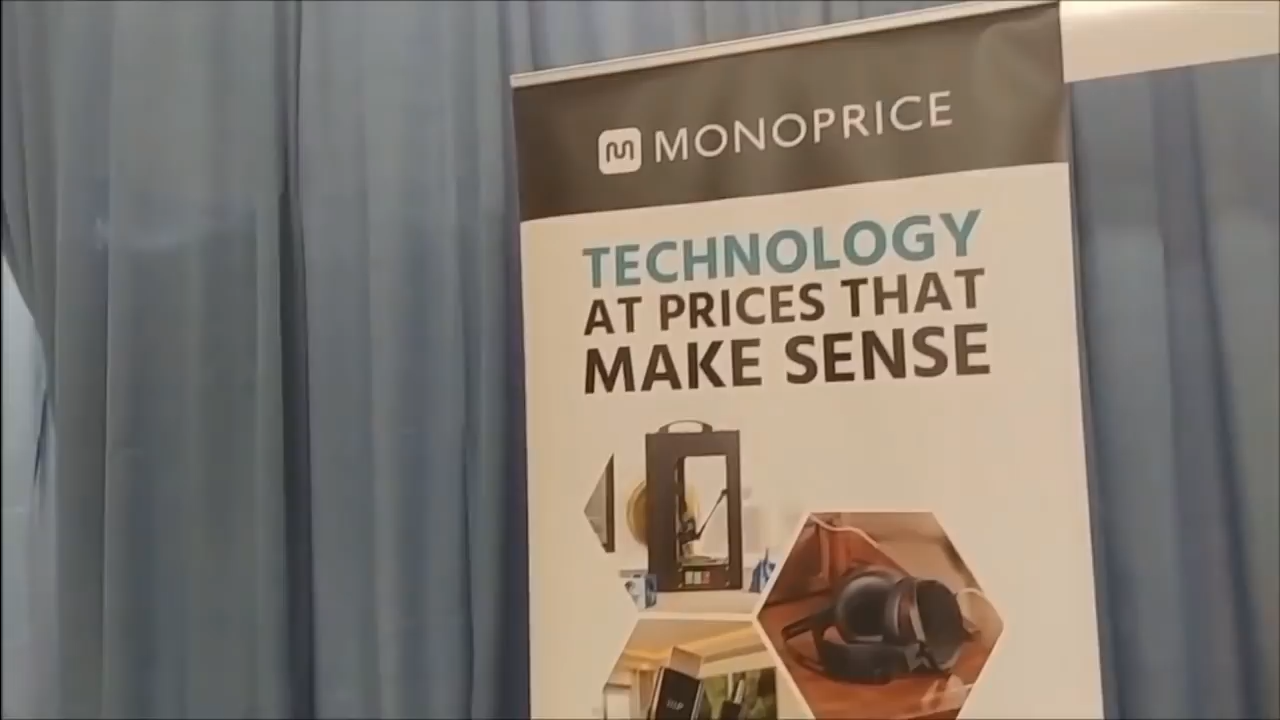 MONOPRICE
TECHNOLOGY
AT PRICES THAT
MAKE SENSE